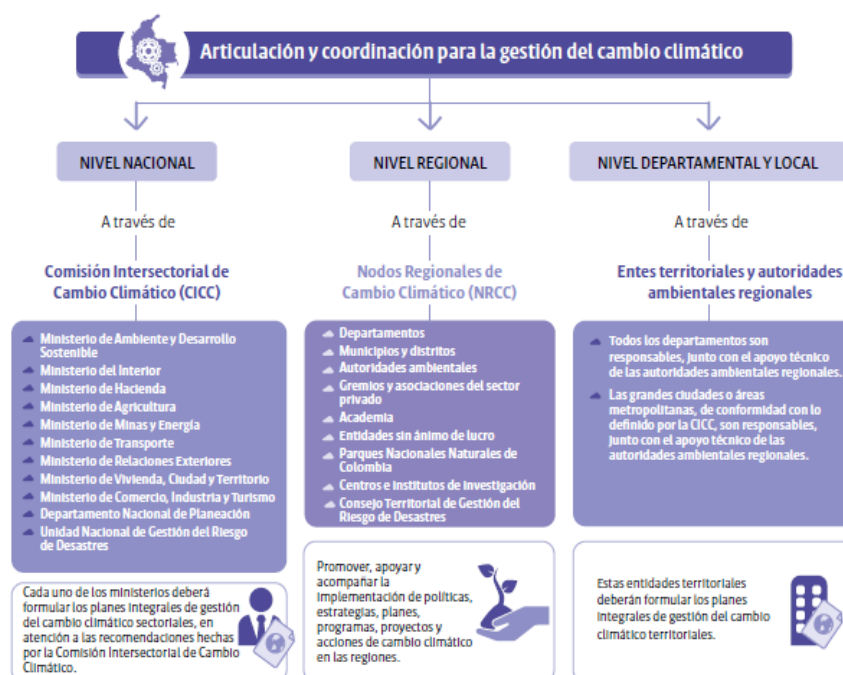 Articulación y coordinación para la gestión del cambio climático
NIVEL NACIONAL
A través de
Comisión Intersectorial de
Cambio Climático (CICC)
Ministerio de Ambiente y Desarrollo
Sostenible
Ministerio del Interior
Ministerio de Hacienda
Ministerio de Agricultura
Ministerio de Minas y Energía
Ministerio de Transporte
Ministerio de Relaciones Exteriores
Ministerio de Vivienda, Ciudad y Territorio
Ministerio de Comercio, Industria y Turismo
Departamento Nacional de Planeación
Unidad Nacional de Gestión del Riesgo
de Desastres
Cada uno de los ministerios deberá
formular los planes integrales de gestión
del cambio climático sectoriales, en
atención a las recomendaciones hechas
por la Comisión Intersectorial de Cambio
Climático.
NIVEL REGIONAL
A través de
Nodos Regionales de
Cambio Climático (NRCC)
Departamentos
Municipios y distritos
Autoridades ambientales
Gremios y asociaciones del sector
privado
Academia
Entidades sin ánimo de lucro
Parques Nacionales Naturales de
Colombia
Centros e institutos de investigación
Consejo Territorial de Gestión del
Riesgo de Desastres
Promover, apoyar y
acompañar la
implementación de políticas,
estrategias, planes,
programas, proyectos y
acciones de cambio climático
en las regiones.
NIVEL DEPARTAMENTAL Y LOCAL
A través de
Entes territoriales y autoridades
ambientales regionales
Todos los departamentos son
responsables, junto con el apoyo técnico
de las autoridades ambientales regionales.
Las grandes ciudades o áreas
metropolitanas, de conformidad con lo
definido por la CICC, son responsables,
junto con el apoyo técnico de las
autoridades ambientales regionales.
Estas entidades territoriales
deberán formular los planes
integrales de gestión del cambio
climático territoriales.